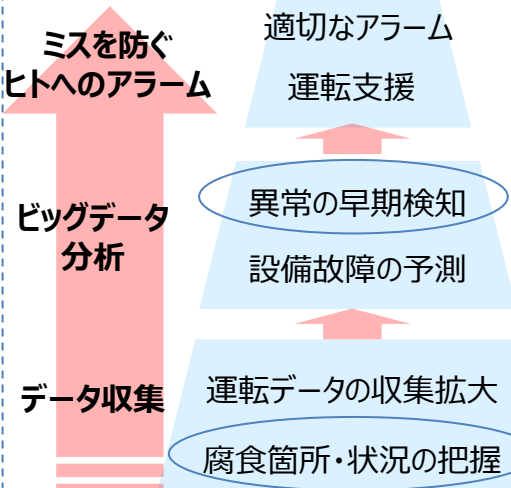 ミスを防ぐ
ヒトへのアラーム
適切なアラーム
運転支援
ビッグデータ
分析
異常の早期検知
設備故障の予測
データ収集
運転データの収集拡大
腐食箇所・状況の把握